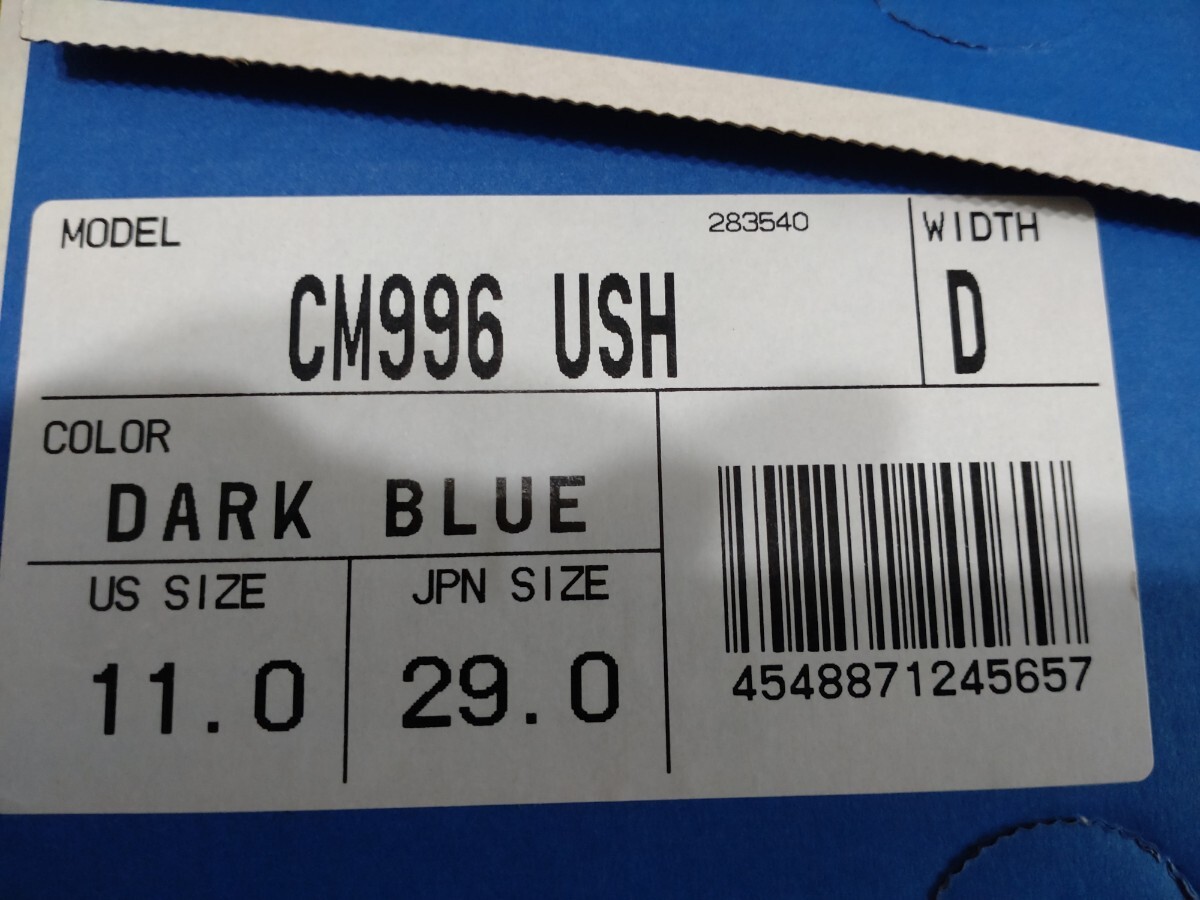 MODEL 283540 WIDTH
CM996 USH D
COLOR
DARK BLUE
US SIZE JPN SIZE
11.0 29.0
4548871245657